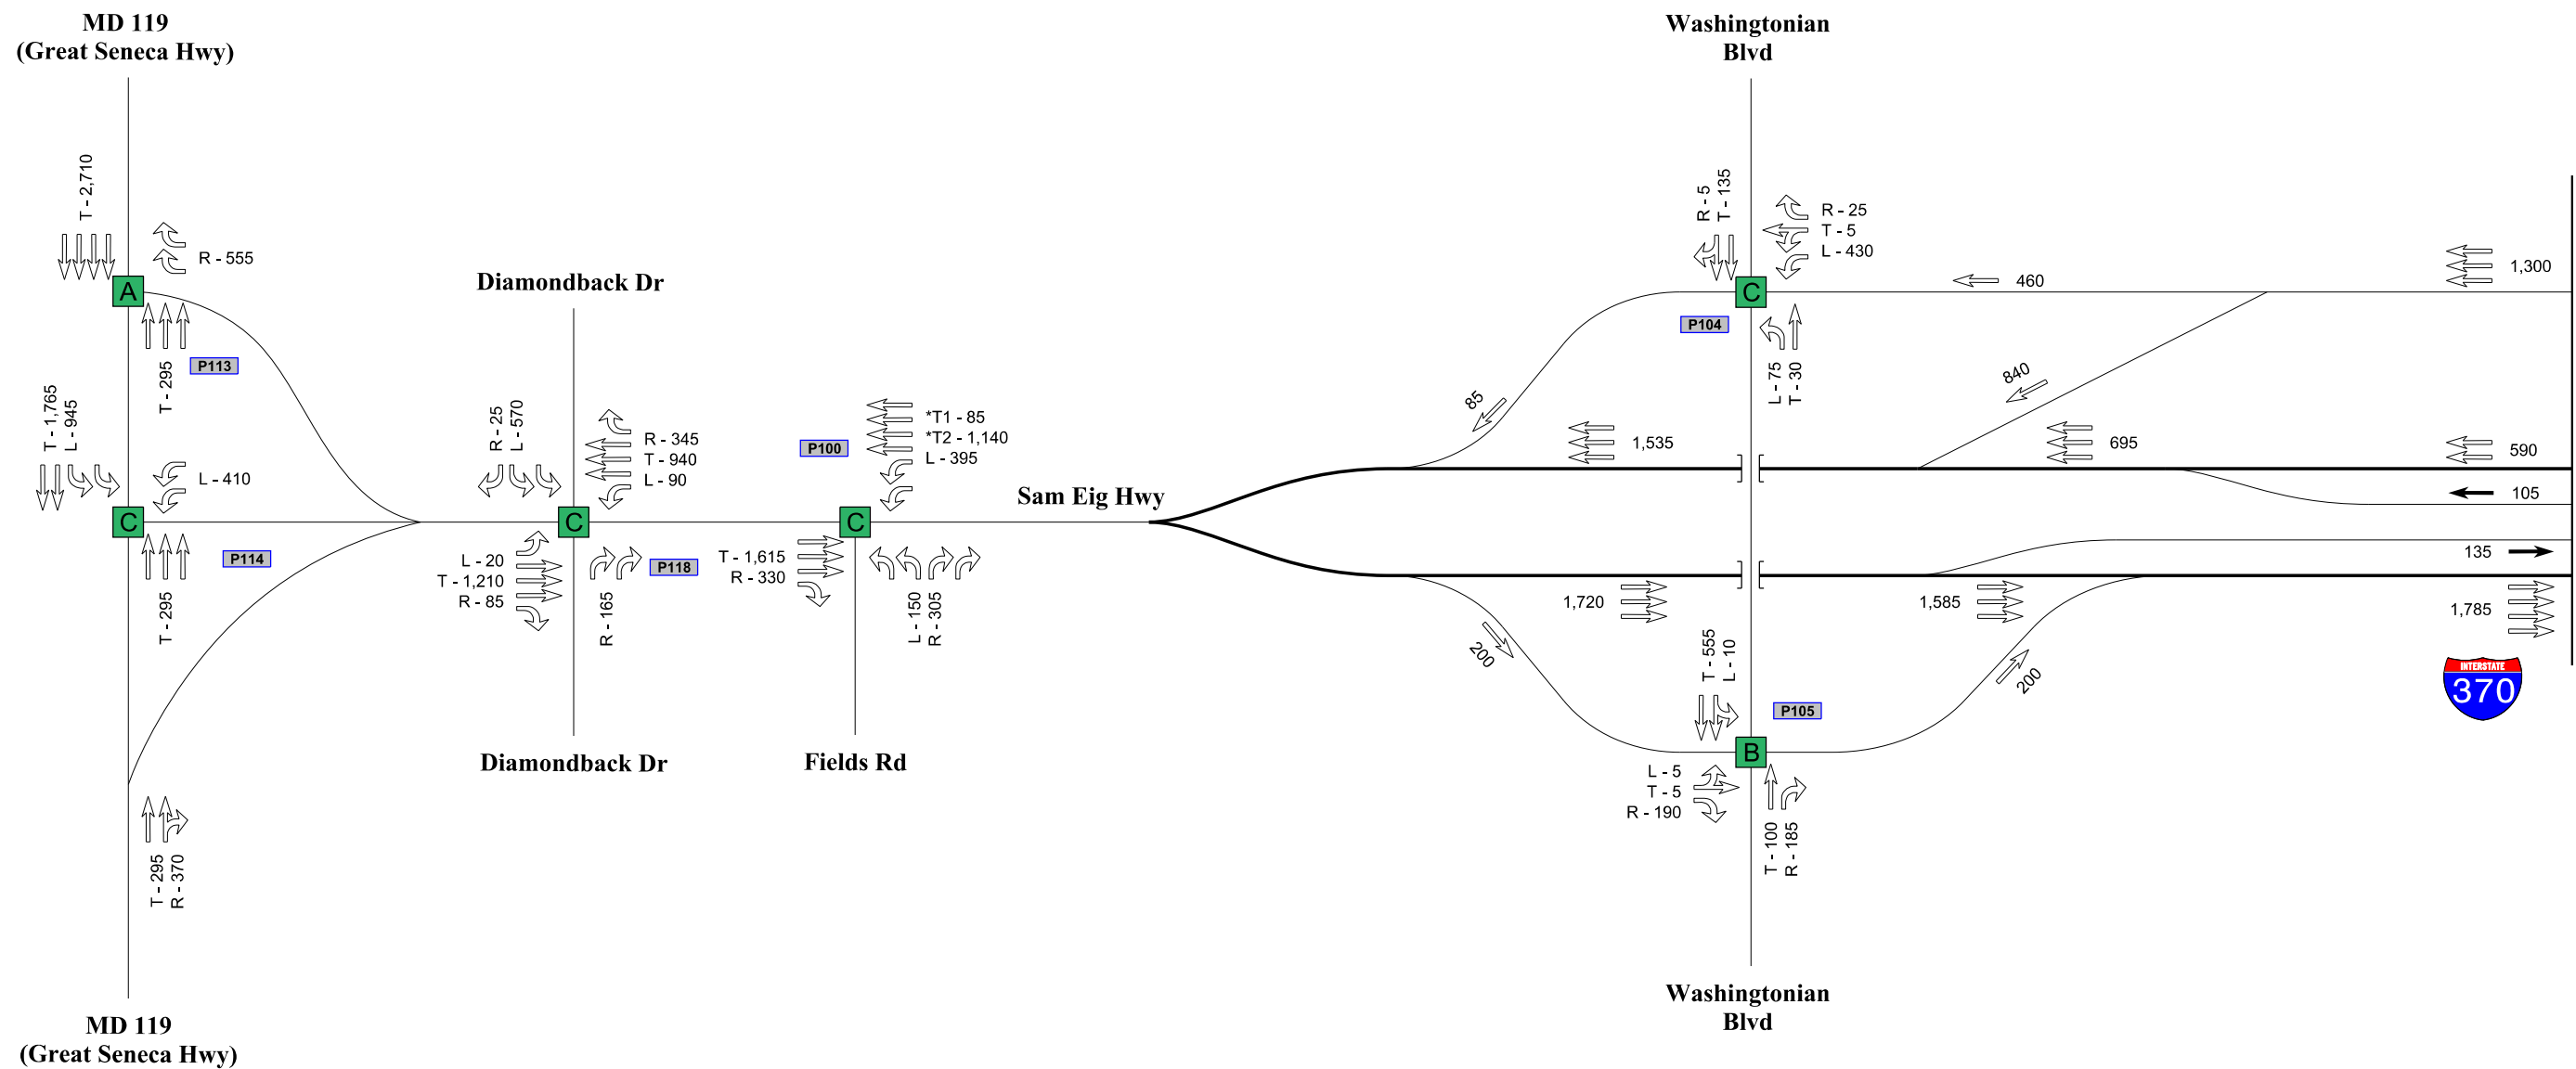 MD 119
(Great Seneca Hwy)
Washingtonian
Blvd
T - 2,710
R - 555
A
T - 295
P113
T - 1,765
L - 945
L - 410
C
P114
T - 295
T - 295
R - 370
MD 119
(Great Seneca Hwy)
Diamondback Dr
R - 25
L - 570
R - 345
T - 940
L - 90
C
L - 20
T - 1,210
R - 85
R - 165
P118
Diamondback Dr
P100
*T1 - 85
*T2 - 1,140
L - 395
C
T - 1,615
R - 330
L - 150
R - 305
Fields Rd
Sam Eig Hwy
R - 5
T - 135
R - 25
T - 5
L - 430
C
P104
L - 75
T - 30
460
1,300
840
85
1,535
695
590
105
135
1,720
1,585
1,785
200
200
T - 555
L - 10
P105
B
L - 5
T - 5
R - 190
T - 100
R - 185
INTERSTATE
370
Washingtonian
Blvd